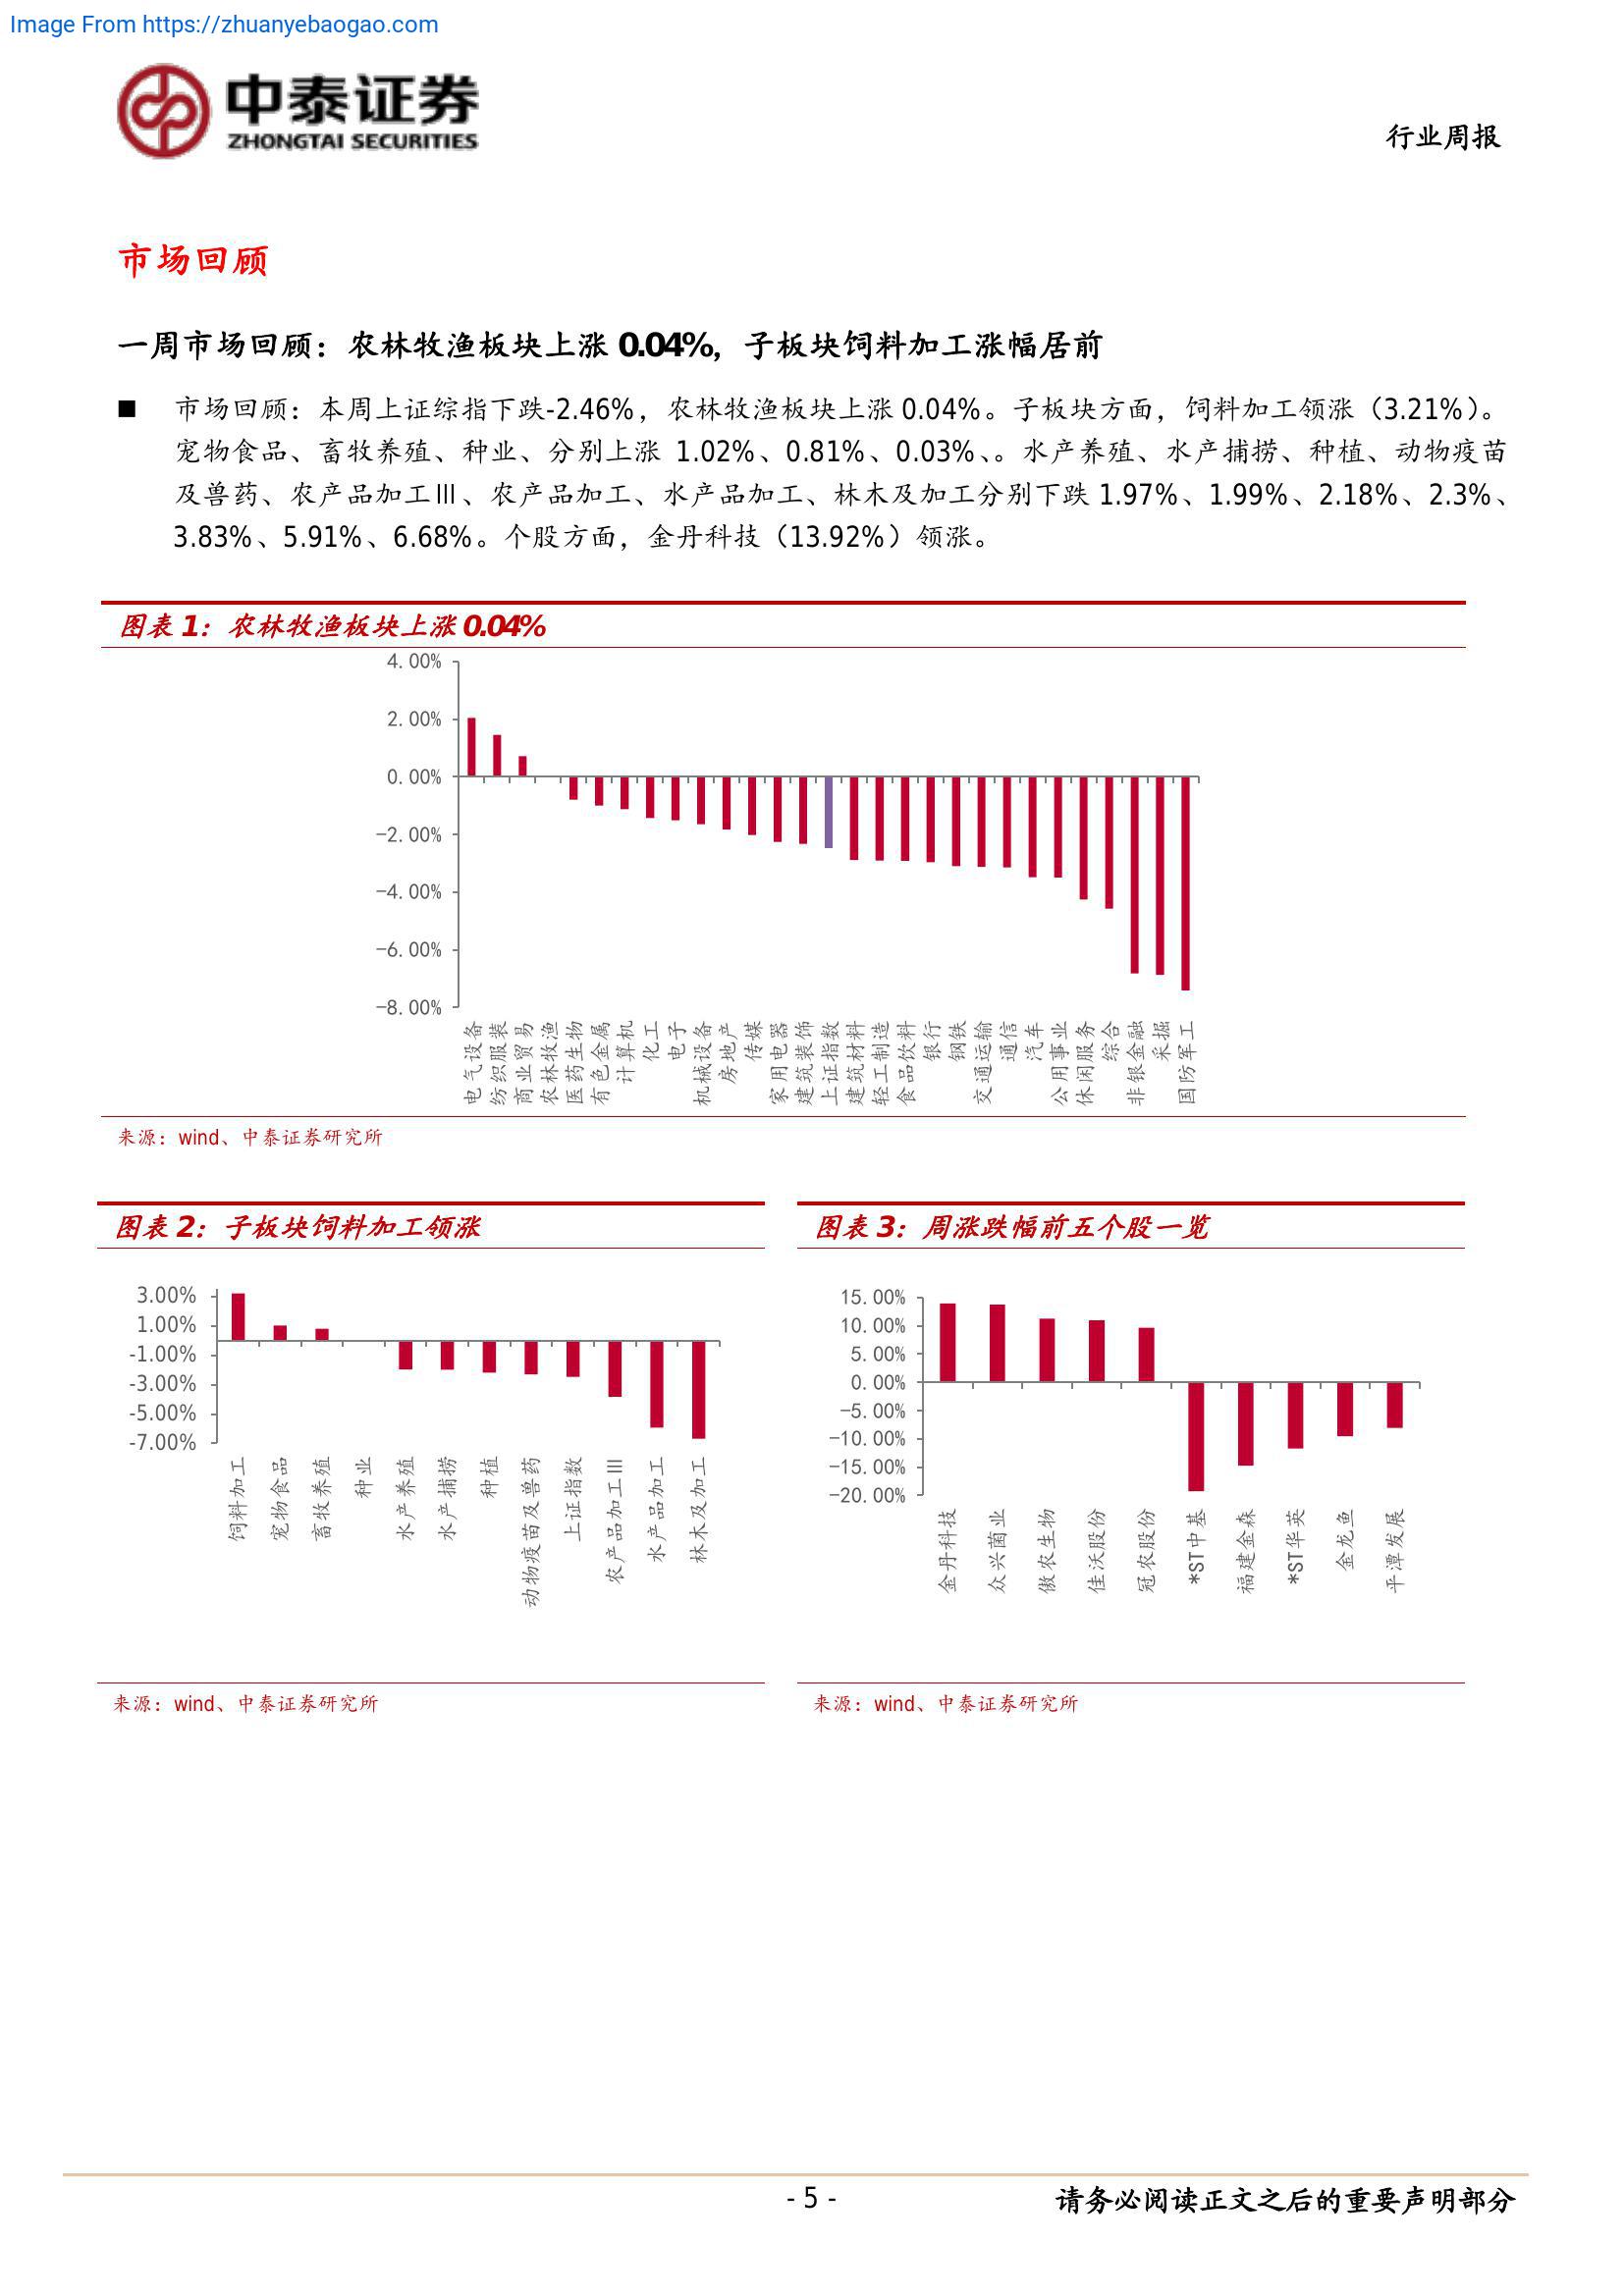 Image From https://zhuanyebaogao.com
中泰证券
ZHONGTAI SECURITIES
行业周报
市场回顾
一周市场回顾：农林牧渔板块上涨 0.04%，子板块饲料加工涨幅居前
■ 市场回顾：本周上证综指下跌-2.46%，农林牧渔板块上涨 0.04%。子板块方面，饲料加工领涨（3.21%）。
宠物食品、畜牧养殖、种业、分别上涨 1.02%、0.81%、0.03%、。水产养殖、水产捕捞、种植、动物疫苗
及兽药、农产品加工Ⅲ、农产品加工、水产品加工、林木及加工分别下跌 1.97%、1.99%、2.18%、2.3%、
3.83%、5.91%、6.68%。个股方面，金丹科技（13.92%）领涨。
图表 1：农林牧渔板块上涨 0.04%
4.00%
2.00%
0.00%
-2.00%
-4.00%
-6.00%
-8.00%
电气设备
纺织服装
商业贸易
农林牧渔
医药生物
有色金属
计算机
化工
电子
机械设备
房地产
传媒
家用电器
建筑装饰
上证指数
建筑材料
轻工制造
食品饮料
银行
钢铁
交通运输
通信
汽车
公用事业
休闲服务
综合
非银金融
采掘
国防军工
来源：wind、中泰证券研究所
图表 2：子板块饲料加工领涨
3.00%
1.00%
-1.00%
-3.00%
-5.00%
-7.00%
饲料加工
宠物食品
畜牧养殖
种业
水产养殖
水产捕捞
种植
动物疫苗及兽药
上证指数
农产品加工Ⅲ
水产品加工
林木及加工
来源：wind、中泰证券研究所
图表 3：周涨跌幅前五个股一览
15.00%
10.00%
5.00%
0.00%
-5.00%
-10.00%
-15.00%
-20.00%
金丹科技
众兴菌业
傲农生物
佳沃股份
冠农股份
*ST中基
福建金森
*ST华英
金龙鱼
平潭发展
来源：wind、中泰证券研究所
- 5 -
请务必阅读正文之后的重要声明部分